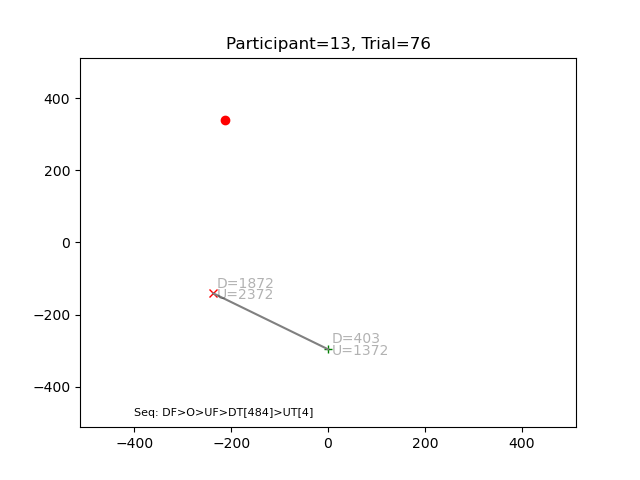 Participant=13, Trial=76
400
200
0
−200
−400
D=1872
U=2372
D=403
U=1372
Seq: DF>O>UF>DT[484]>UT[4]
−400
−200
0
200
400